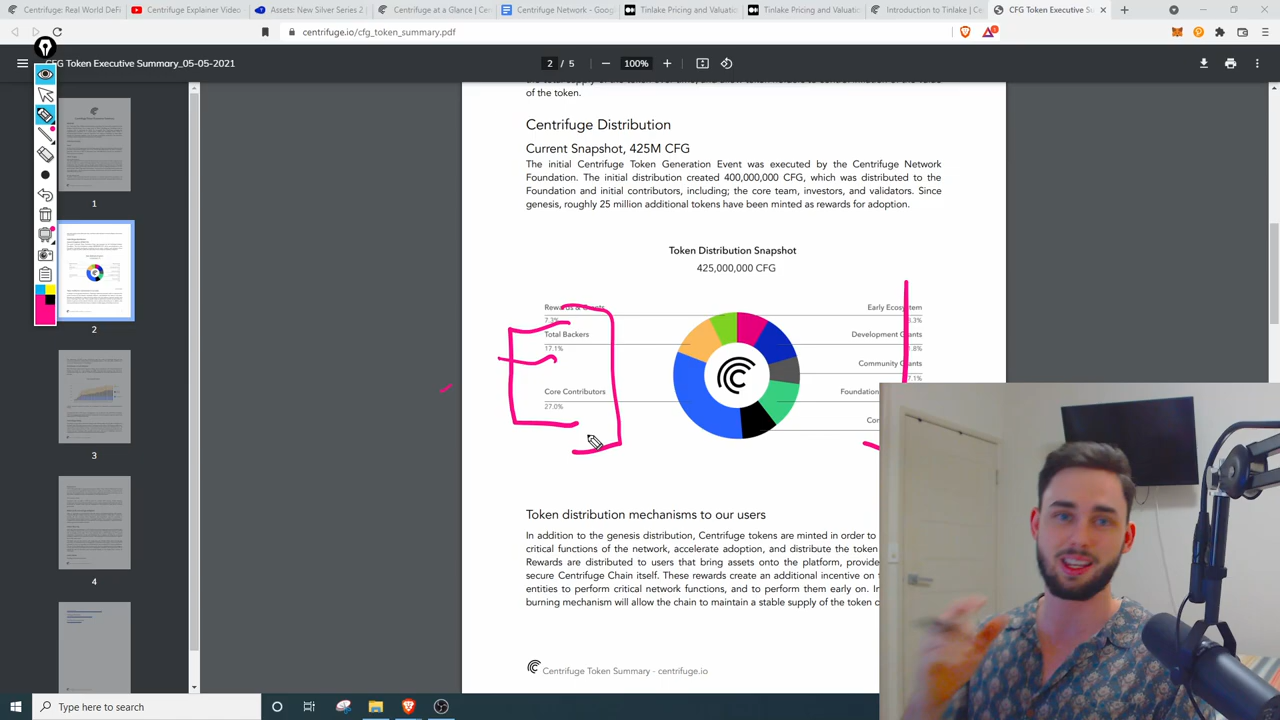 Centrifuge: Real World DeFi
Centrifuge Explainer Video
Assets: New Silver Series 2
Centrifuge at a Glance | Cen
Centrifuge Network - Goog
Tinlake Pricing and Valuatio
Tinlake Pricing and Valuatio
Introduction to Tinlake | Ce
CFG Token Executive Su
centrifuge.io/cfg_token_summary.pdf
CFG Token Executive Summary_05-05-2021
2 / 5
100%
of the token.
Centrifuge Distribution
Current Snapshot, 425M CFG
The initial Centrifuge Token Generation Event was executed by the Centrifuge Network
Foundation. The initial distribution created 400,000,000 CFG, which was distributed to the
Foundation and initial contributors, including; the core team, investors, and validators. Since
genesis, roughly 25 million additional tokens have been minted as rewards for adoption.
Token Distribution Snapshot
425,000,000 CFG
Rewards & Grants
Total Backers
17.1%
Core Contributors
27.0%
Early Ecosystem
Development Grants
Community Grants
7.1%
Foundation
Token distribution mechanisms to our users
In addition to the genesis distribution, Centrifuge tokens are minted in order to
critical functions of the network, accelerate adoption, and distribute the token
Rewards are distributed to users that bring assets onto the platform, provide
secure Centrifuge Chain itself. These rewards create an additional incentive on
entities to perform critical network functions, and to perform them early on. In
burning mechanism will allow the chain to maintain a stable supply of the token
Centrifuge Token Summary - centrifuge.io
1
2
3
4
Type here to search